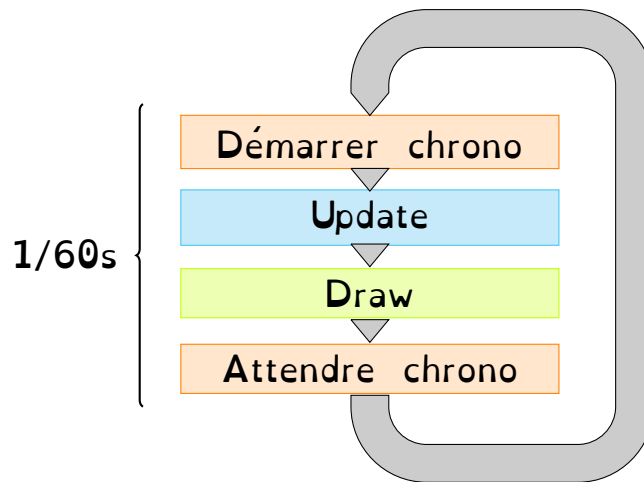 Démarrer chrono
Update
1/60s
Draw
Attendre chrono